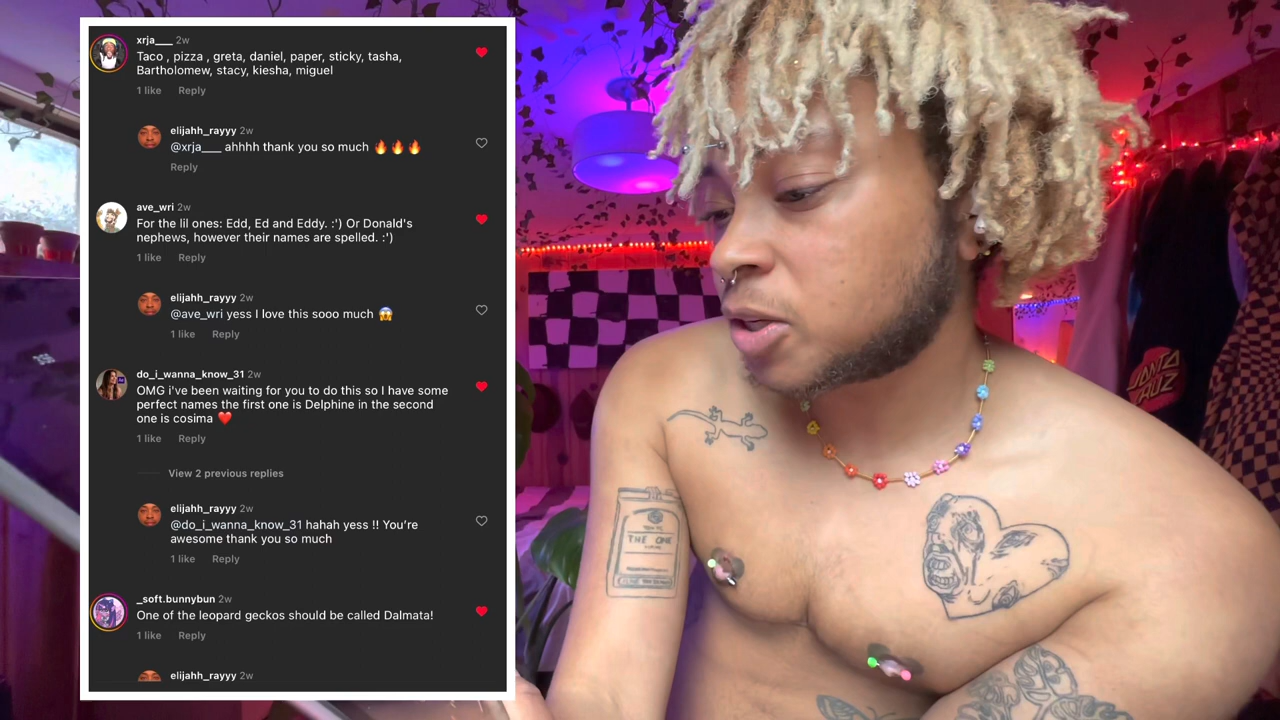 xrja___ 2w
Taco , pizza , greta, daniel, paper, sticky, tasha,
Bartholomew, stacy, kiesha, miguel
1 like Reply
elijahh_rayyy 2w
@xrja___ ahhhh thank you so much 🔥🔥🔥
Reply
ave_wri 2w
For the lil ones: Edd, Ed and Eddy. :') Or Donald's
nephews, however their names are spelled. :')
1 like Reply
elijahh_rayyy 2w
@ave_wri yess I love this sooo much 😱
1 like Reply
do_i_wanna_know_31 2w
OMG i've been waiting for you to do this so I have some
perfect names the first one is Delphine in the second
one is cosima ❤️
1 like Reply
View 2 previous replies
elijahh_rayyy 2w
@do_i_wanna_know_31 hahah yess !! You're
awesome thank you so much
1 like Reply
_soft.bunnybun 2w
One of the leopard geckos should be called Dalmata!
1 like Reply
elijahh_rayyy 2w
THE ONE